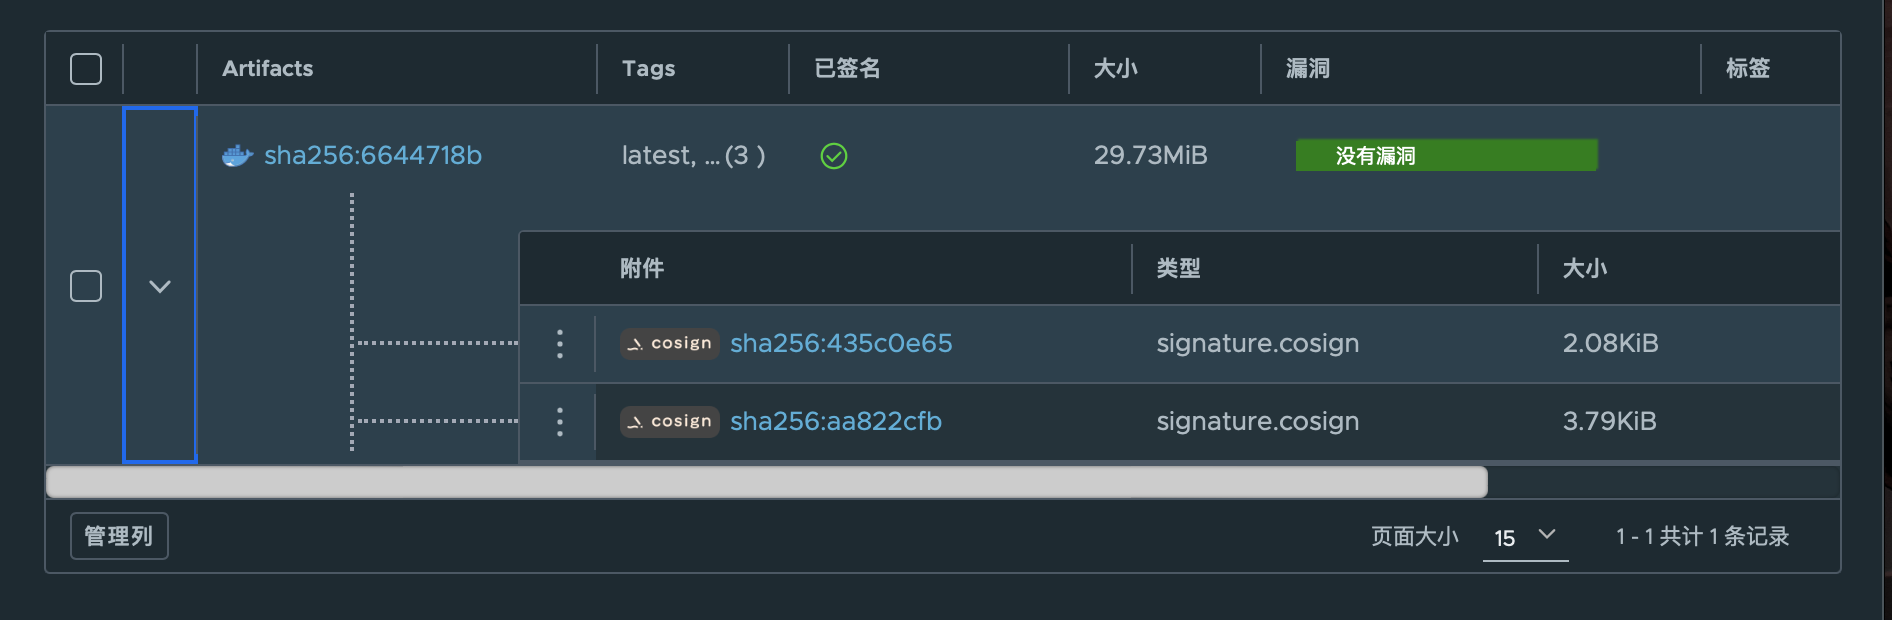 Artifacts Tags 已签名 大小 漏洞 标签
sha256:6644718b latest, ... (3 ) 29.73MiB 没有漏洞
附件 类型 大小
cosign sha256:435c0e65 signature.cosign 2.08KiB
cosign sha256:aa822cfb signature.cosign 3.79KiB
管理列 页面大小 15 1 - 1 共计 1 条记录